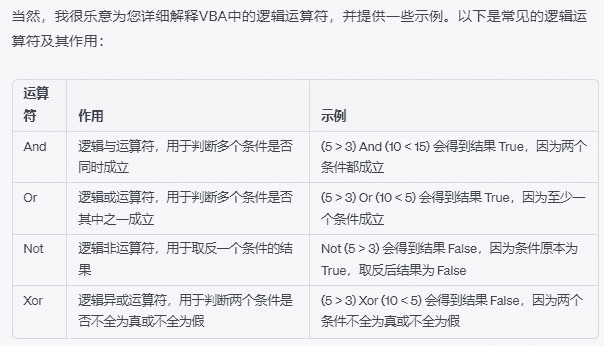 当然，我很乐意为您详细解释VBA中的逻辑运算符，并提供一些示例。以下是常见的逻辑运
算符及其作用：
运算
符 作用 示例
And 逻辑与运算符，用于判断多个条件是否 (5 > 3) And (10 < 15) 会得到结果 True，因为两个
同时成立 条件都成立
Or 逻辑或运算符，用于判断多个条件是否 (5 > 3) Or (10 < 5) 会得到结果 True，因为至少一
其中之一成立 个条件成立
Not 逻辑非运算符，用于取反一个条件的结 Not (5 > 3) 会得到结果 False，因为条件原本为
果 True，取反后结果为 False
Xor 逻辑异或运算符，用于判断两个条件是 (5 > 3) Xor (10 < 5) 会得到结果 False，因为两个
否不全为真或不全为假 条件不全为真或不全为假